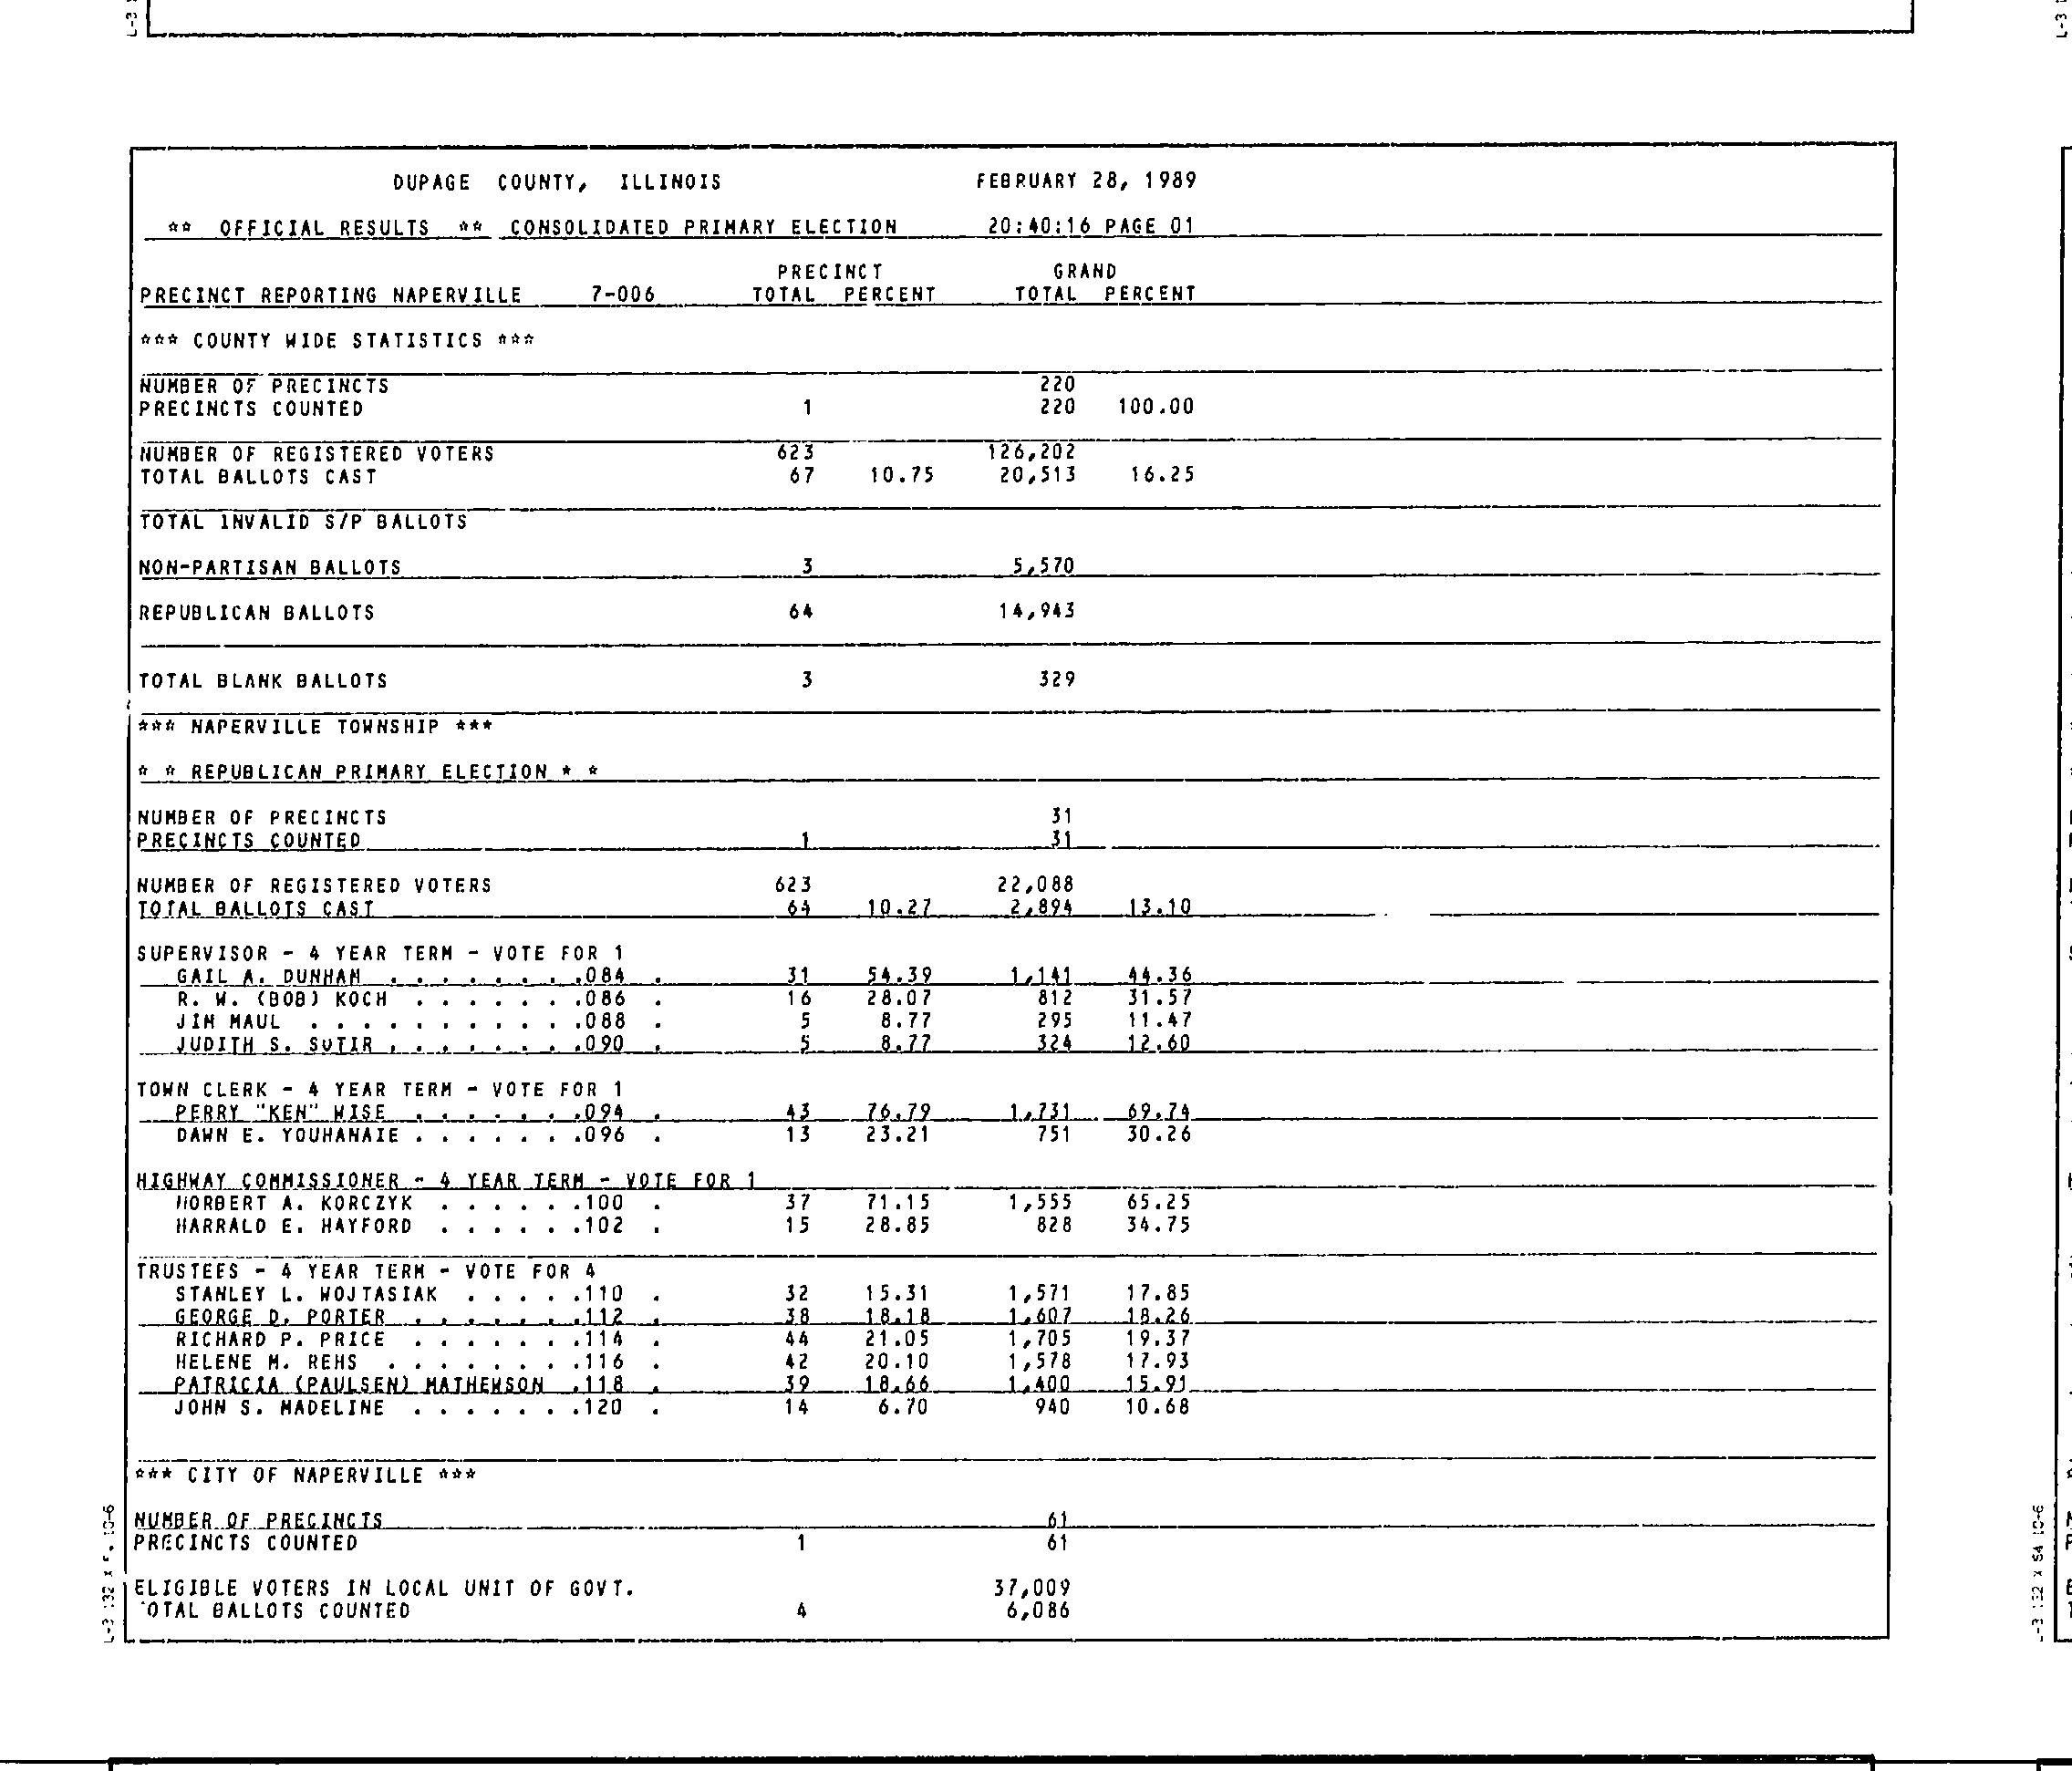 DUPAGE COUNTY, ILLINOIS FEBRUARY 28, 1989
** OFFICIAL RESULTS ** CONSOLIDATED PRIMARY ELECTION 20:40:16 PAGE 01
PRECINCT GRAND
PRECINCT REPORTING NAPERVILLE 7-006 TOTAL PERCENT TOTAL PERCENT
*** COUNTY WIDE STATISTICS ***
NUMBER OF PRECINCTS 220
PRECINCTS COUNTED 1 220 100.00
NUMBER OF REGISTERED VOTERS 623 126,202
TOTAL BALLOTS CAST 67 10.75 20,513 16.25
TOTAL INVALID S/P BALLOTS
NON-PARTISAN BALLOTS 3 5,570
REPUBLICAN BALLOTS 64 14,943
TOTAL BLANK BALLOTS 3 329
*** NAPERVILLE TOWNSHIP ***
* * REPUBLICAN PRIMARY ELECTION * *
NUMBER OF PRECINCTS 31
PRECINCTS COUNTED 1 31
NUMBER OF REGISTERED VOTERS 623 22,088
TOTAL BALLOTS CAST 64 10.27 2,894 13.10
SUPERVISOR - 4 YEAR TERM - VOTE FOR 1
GAIL A. DUNHAM . . . . . . . .084 . 31 54.39 1,141 44.36
R. W. (BOB) KOCH . . . . . . .086 . 16 28.07 812 31.57
JIM MAUL . . . . . . . . . . .088 . 5 8.77 295 11.47
JUDITH S. SUTIR . . . . . . . .090 . 5 8.77 324 12.60
TOWN CLERK - 4 YEAR TERM - VOTE FOR 1
PERRY "KEN" WISE . . . . . . .094 . 43 76.79 1,731 69.74
DAWN E. YOUHANAIE . . . . . . .096 . 13 23.21 751 30.26
HIGHWAY COMMISSIONER - 4 YEAR TERM - VOTE FOR 1
NORBERT A. KORCZYK . . . . . .100 . 37 71.15 1,555 65.25
HARRALD E. HAYFORD . . . . . .102 . 15 28.85 828 34.75
TRUSTEES - 4 YEAR TERM - VOTE FOR 4
STANLEY L. WOJTASIAK . . . . .110 . 32 15.31 1,571 17.85
GEORGE D. PORTER . . . . . . .112 . 38 18.18 1,607 18.26
RICHARD P. PRICE . . . . . . .114 . 44 21.05 1,705 19.37
HELENE M. REHS . . . . . . . .116 . 42 20.10 1,578 17.93
PATRICIA (PAULSEN) MATHEWSON .118 . 39 18.66 1,400 15.91
JOHN S. MADELINE . . . . . . .120 . 14 6.70 940 10.68
*** CITY OF NAPERVILLE ***
NUMBER OF PRECINCTS 61
PRECINCTS COUNTED 1 61
ELIGIBLE VOTERS IN LOCAL UNIT OF GOVT. 37,009
OTAL BALLOTS COUNTED 4 6,086
L-3 132 X 54 10-6